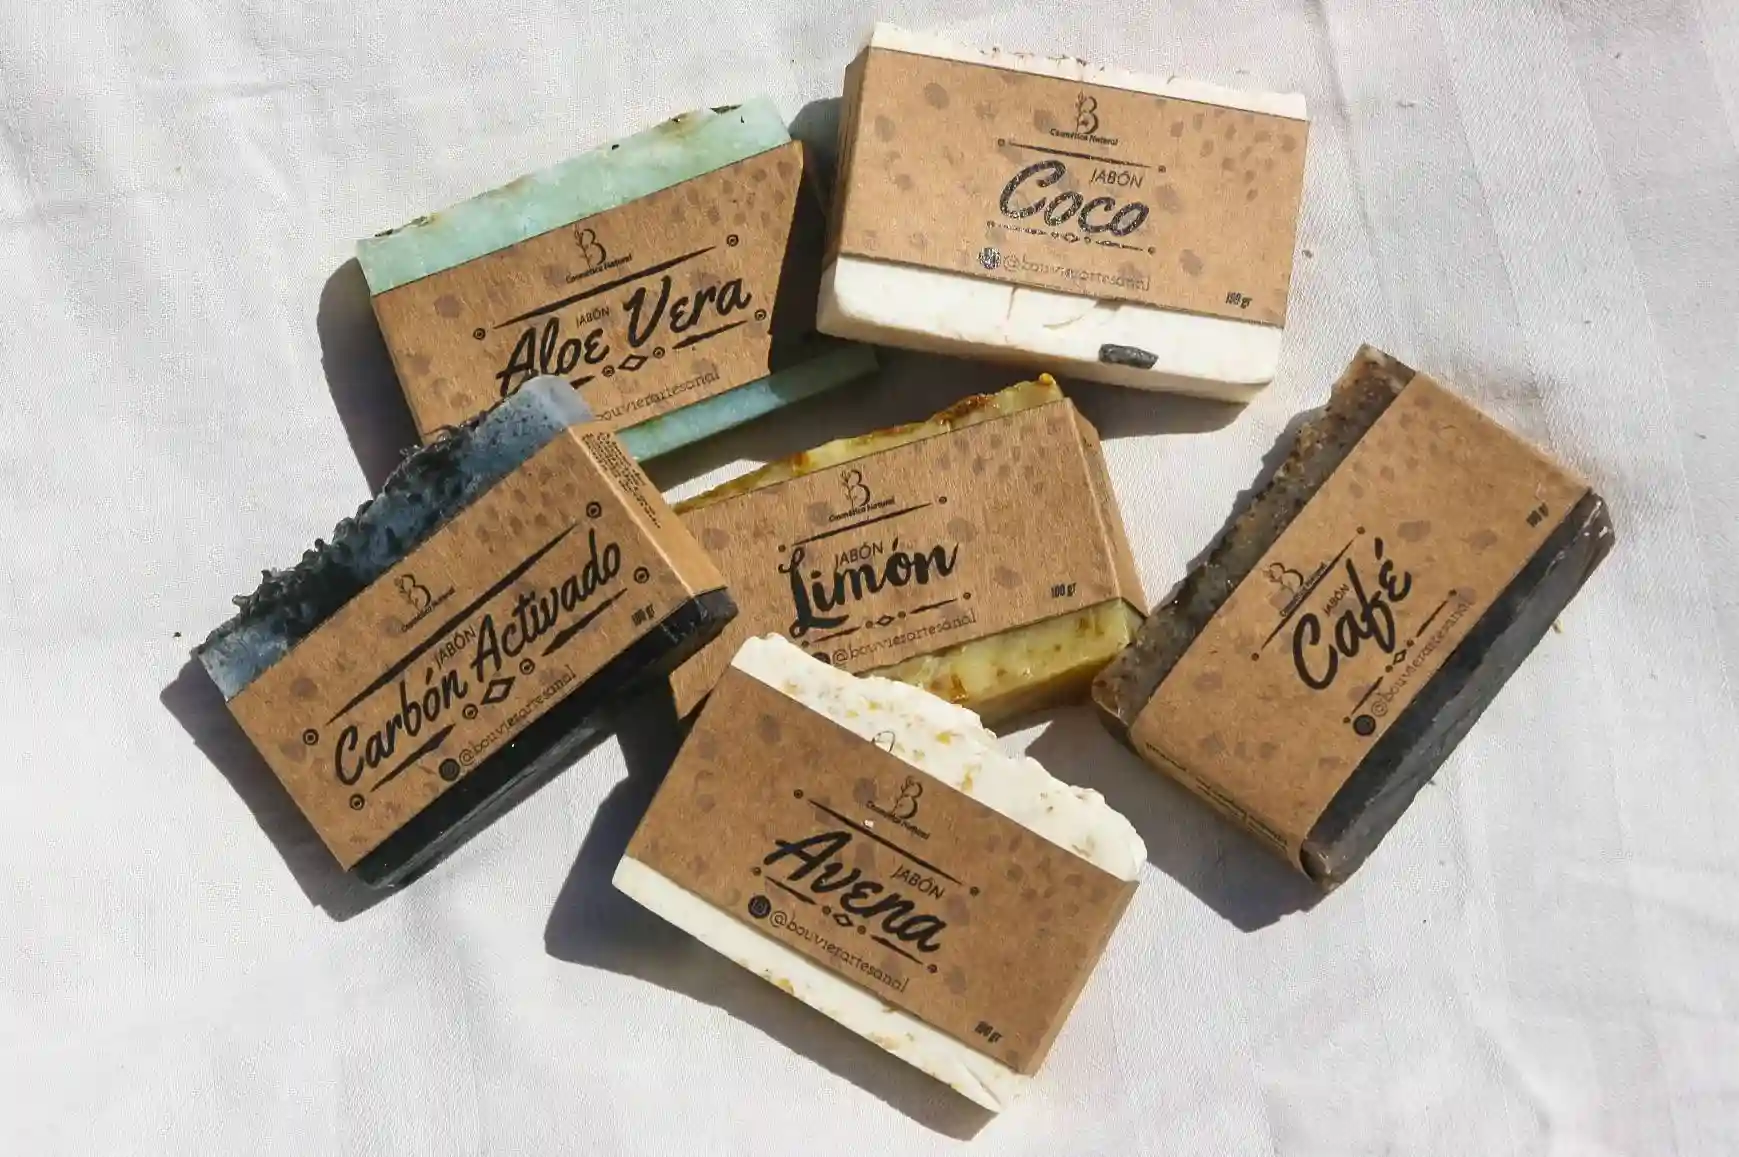 B
Cosmética Natural
JABÓN
Coco
@bouvierartesanal
100 gr
B
Cosmética Natural
JABÓN
Aloe Vera
bouvierartesanal
B
Cosmética Natural
JABÓN
Limón
100 gr
@bouvierartesanal
B
Cosmética Natural
JABÓN
Carbón Activado
100 gr
@bouvierartesanal
B
Cosmética Natural
JABÓN
Café
@bouvierartesanal
100 gr
B
Cosmética Natural
JABÓN
Avena
@bouvierartesanal
100 gr